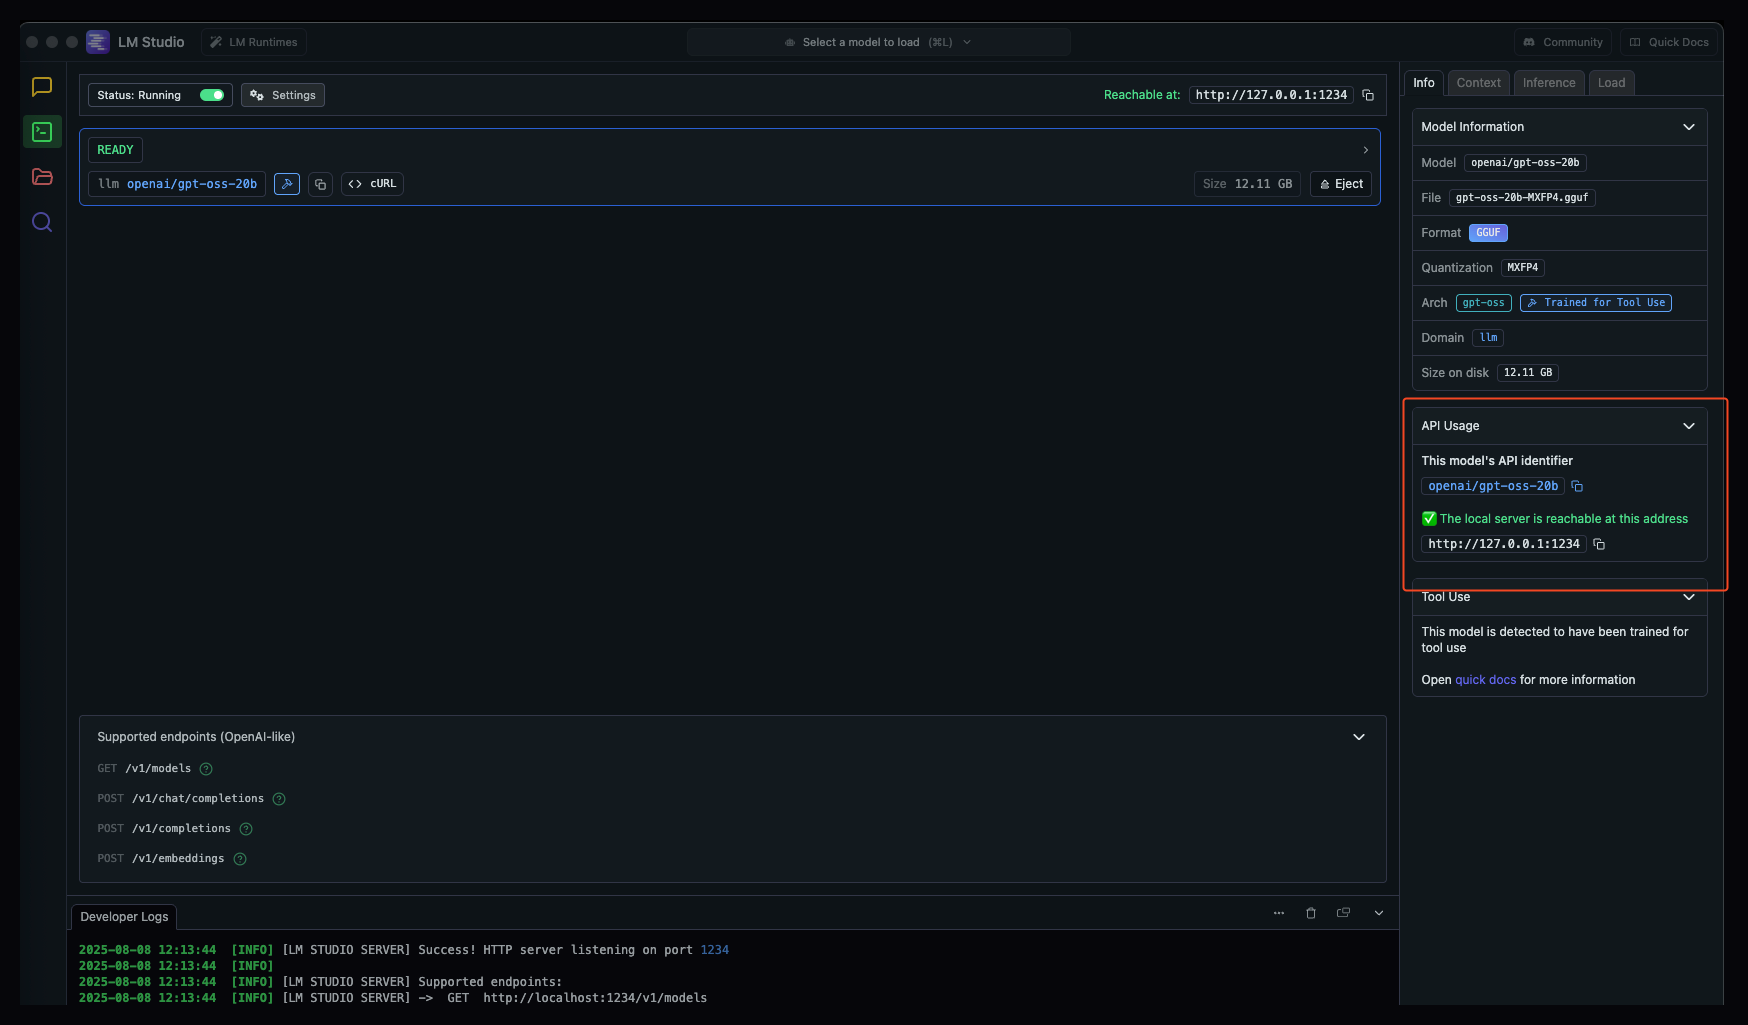 LM Studio
LM Runtimes
Select a model to load (⌘L)
Community
Quick Docs
Status: Running
Settings
Reachable at: http://127.0.0.1:1234
READY
llm openai/gpt-oss-20b
cURL
Size 12.11 GB
Eject
Supported endpoints (OpenAI-like)
GET /v1/models
POST /v1/chat/completions
POST /v1/completions
POST /v1/embeddings
Developer Logs
2025-08-08 12:13:44 [INFO] [LM STUDIO SERVER] Success! HTTP server listening on port 1234
2025-08-08 12:13:44 [INFO]
2025-08-08 12:13:44 [INFO] [LM STUDIO SERVER] Supported endpoints:
2025-08-08 12:13:44 [INFO] [LM STUDIO SERVER] -> GET http://localhost:1234/v1/models
Info
Context
Inference
Load
Model Information
Model openai/gpt-oss-20b
File gpt-oss-20b-MXFP4.gguf
Format GGUF
Quantization MXFP4
Arch gpt-oss Trained for Tool Use
Domain llm
Size on disk 12.11 GB
API Usage
This model's API identifier
openai/gpt-oss-20b
✅ The local server is reachable at this address
http://127.0.0.1:1234
Tool Use
This model is detected to have been trained for
tool use
Open quick docs for more information